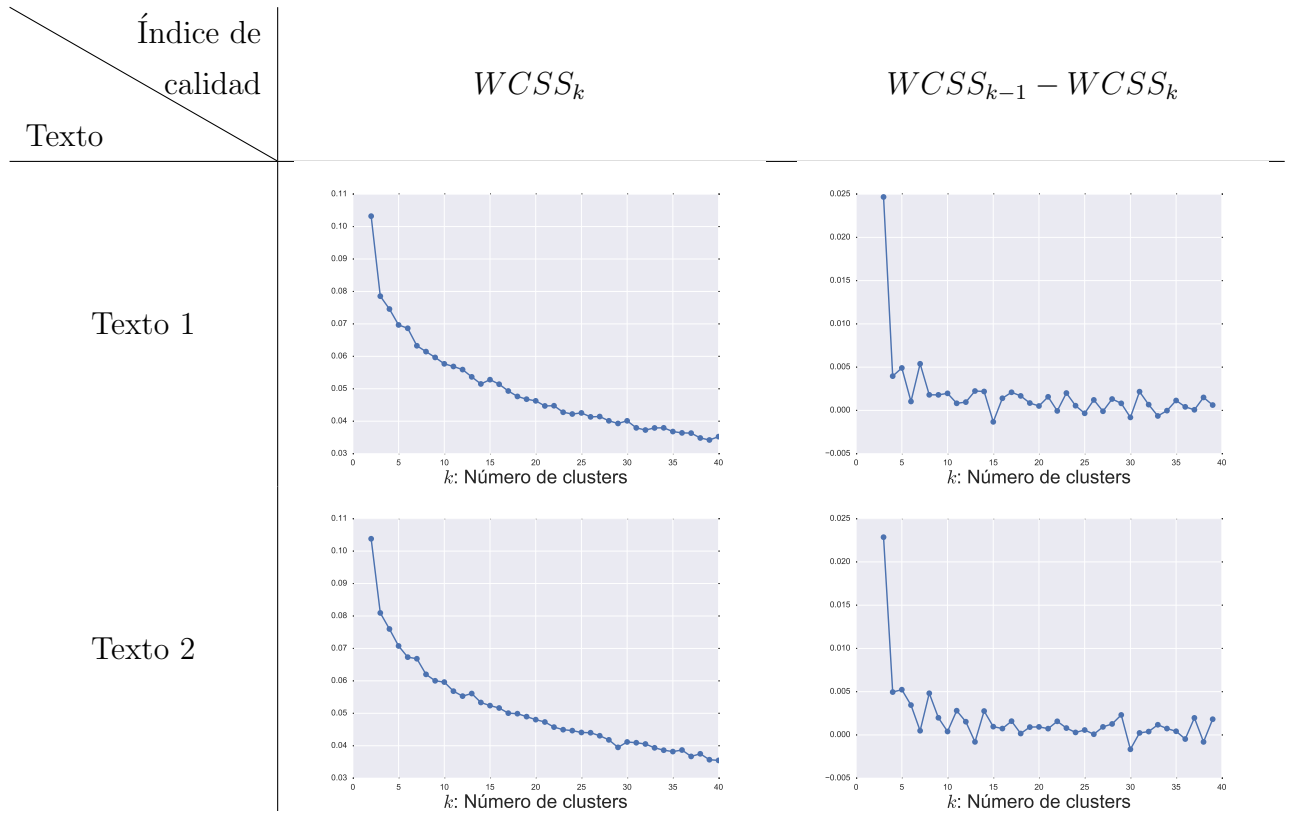 Índice de
calidad
Texto
WCSS_k
WCSS_{k-1} − WCSS_k
Texto 1
0.11
0.10
0.09
0.08
0.07
0.06
0.05
0.04
0.03
0 5 10 15 20 25 30 35 40
k: Número de clusters
0.025
0.020
0.015
0.010
0.005
0.000
−0.005
0 5 10 15 20 25 30 35 40
k: Número de clusters
Texto 2
0.11
0.10
0.09
0.08
0.07
0.06
0.05
0.04
0.03
0 5 10 15 20 25 30 35 40
k: Número de clusters
0.025
0.020
0.015
0.010
0.005
0.000
−0.005
0 5 10 15 20 25 30 35 40
k: Número de clusters